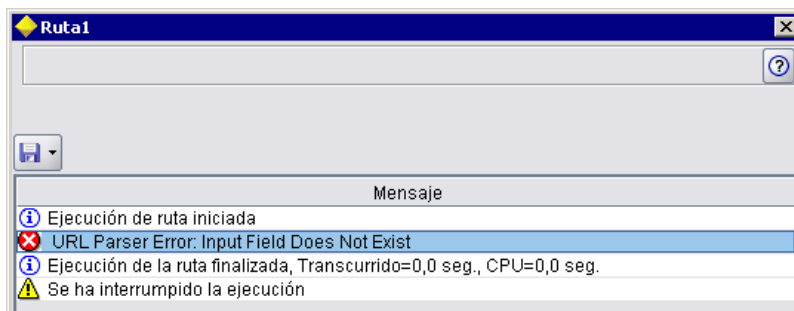 Ruta1
Mensaje
Ejecución de ruta iniciada
URL Parser Error: Input Field Does Not Exist
Ejecución de la ruta finalizada, Transcurrido=0,0 seg., CPU=0,0 seg.
Se ha interrumpido la ejecución